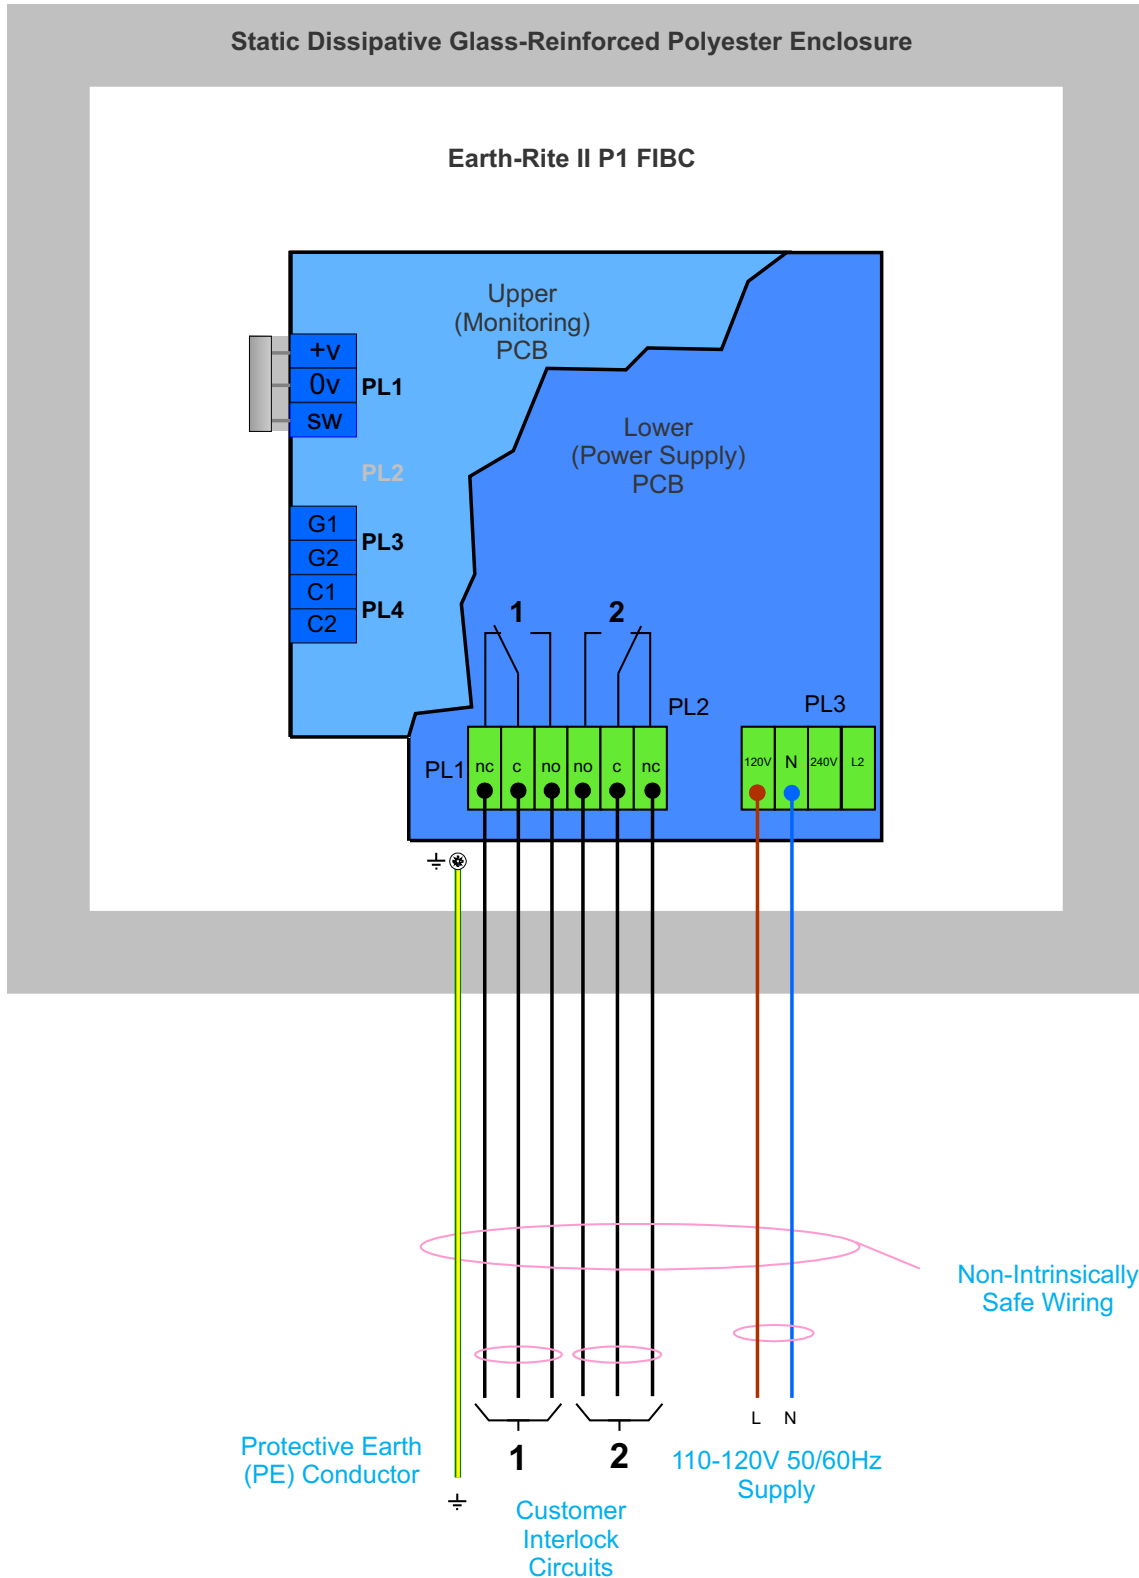 Static Dissipative Glass-Reinforced Polyester Enclosure
Earth-Rite II P1 FIBC
Upper
(Monitoring)
PCB
+v
0v
sw
PL1
PL2
G1
G2
PL3
C1
C2
PL4
Lower
(Power Supply)
PCB
1
2
PL2
PL3
PL1
nc
c
no
no
c
nc
120V
N
240V
L2
Non-Intrinsically
Safe Wiring
L
N
Protective Earth
(PE) Conductor
1
2
110-120V 50/60Hz
Supply
Customer
Interlock
Circuits